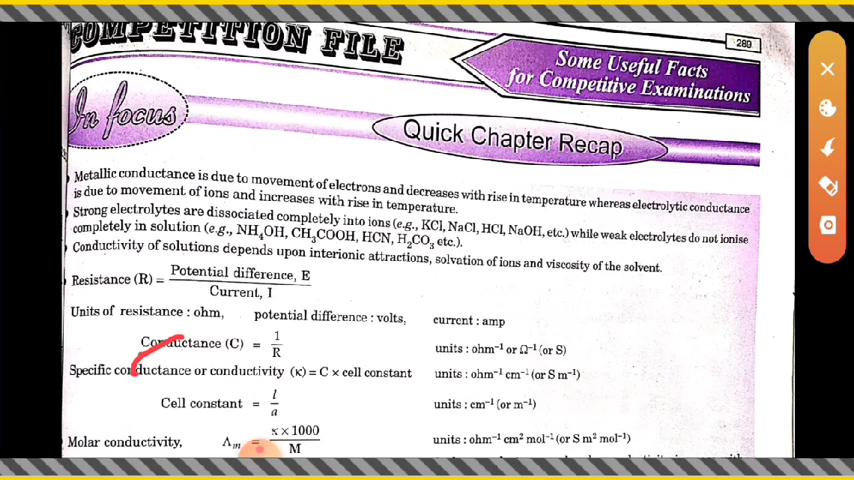 COMPETITION FILE
289
Some Useful Facts
for Competitive Examinations
In focus
Quick Chapter Recap
Metallic conductance is due to movement of electrons and decreases with rise in temperature whereas electrolytic conductance
is due to movement of ions and increases with rise in temperature.
Strong electrolytes are dissociated completely into ions (e.g., KCl, NaCl, HCl, NaOH, etc.) while weak electrolytes do not ionise
completely in solution (e.g., NH₄OH, CH₃COOH, HCN, H₂CO₃ etc.).
Conductivity of solutions depends upon interionic attractions, solvation of ions and viscosity of the solvent.
Resistance (R) = Potential difference, E / Current, I
Units of resistance : ohm, potential difference : volts, current : amp
Conductance (C) = 1 / R units : ohm⁻¹ or Ω⁻¹ (or S)
Specific conductance or conductivity (κ) = C × cell constant units : ohm⁻¹ cm⁻¹ (or S m⁻¹)
Cell constant = l / a units : cm⁻¹ (or m⁻¹)
Molar conductivity, Λm = κ × 1000 / M units : ohm⁻¹ cm² mol⁻¹ (or S m² mol⁻¹)